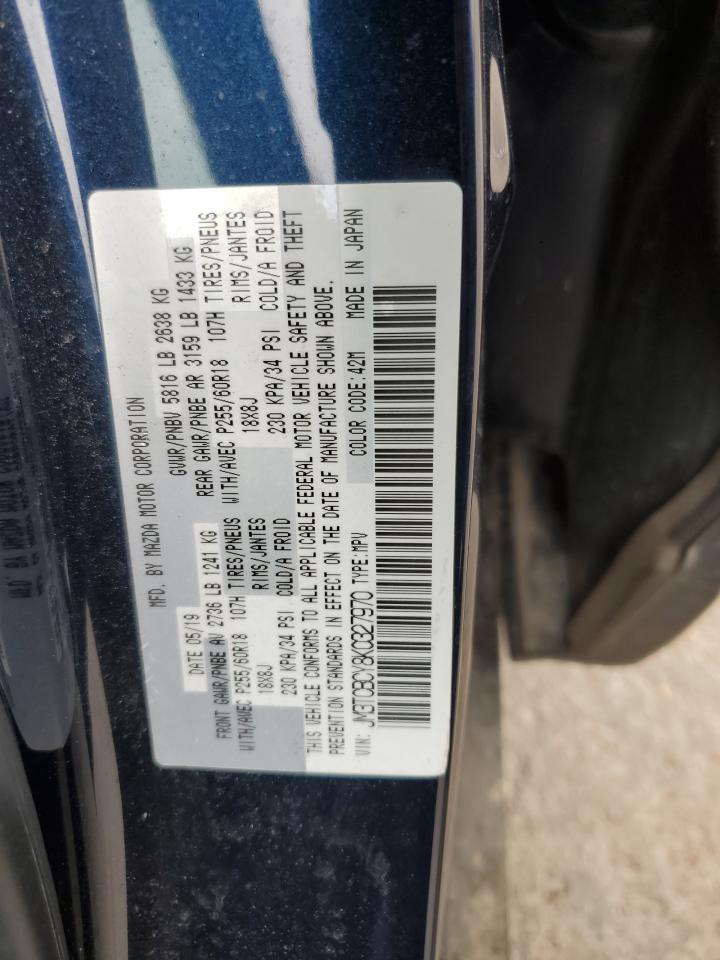 MFD. BY MAZDA MOTOR CORPORATION
DATE 05/19 GVWR/PNBV 5816 LB 2638 KG
FRONT GAWR/PNBE AV 2736 LB 1241 KG REAR GAWR/PNBE AR 3159 LB 1433 KG
WITH/AVEC P255/60R18 107H TIRES/PNEUS WITH/AVEC P255/60R18 107H TIRES/PNEUS
18X8J RIMS/JANTES 18X8J RIMS/JANTES
230 KPA/34 PSI COLD/A FROID 230 KPA/34 PSI COLD/A FROID
THIS VEHICLE CONFORMS TO ALL APPLICABLE FEDERAL MOTOR VEHICLE SAFETY AND THEFT
PREVENTION STANDARDS IN EFFECT ON THE DATE OF MANUFACTURE SHOWN ABOVE.
VIN: JM3TCBCY8K0327970 TYPE:MPV COLOR CODE:42M MADE IN JAPAN